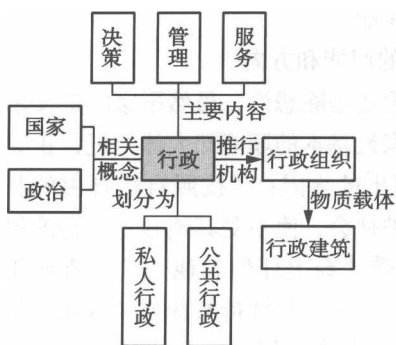 决策
管理
服务
主要内容
国家
政治
相关
概念
行政
推行
机构
行政组织
物质载体
行政建筑
划分为
私人行政
公共行政